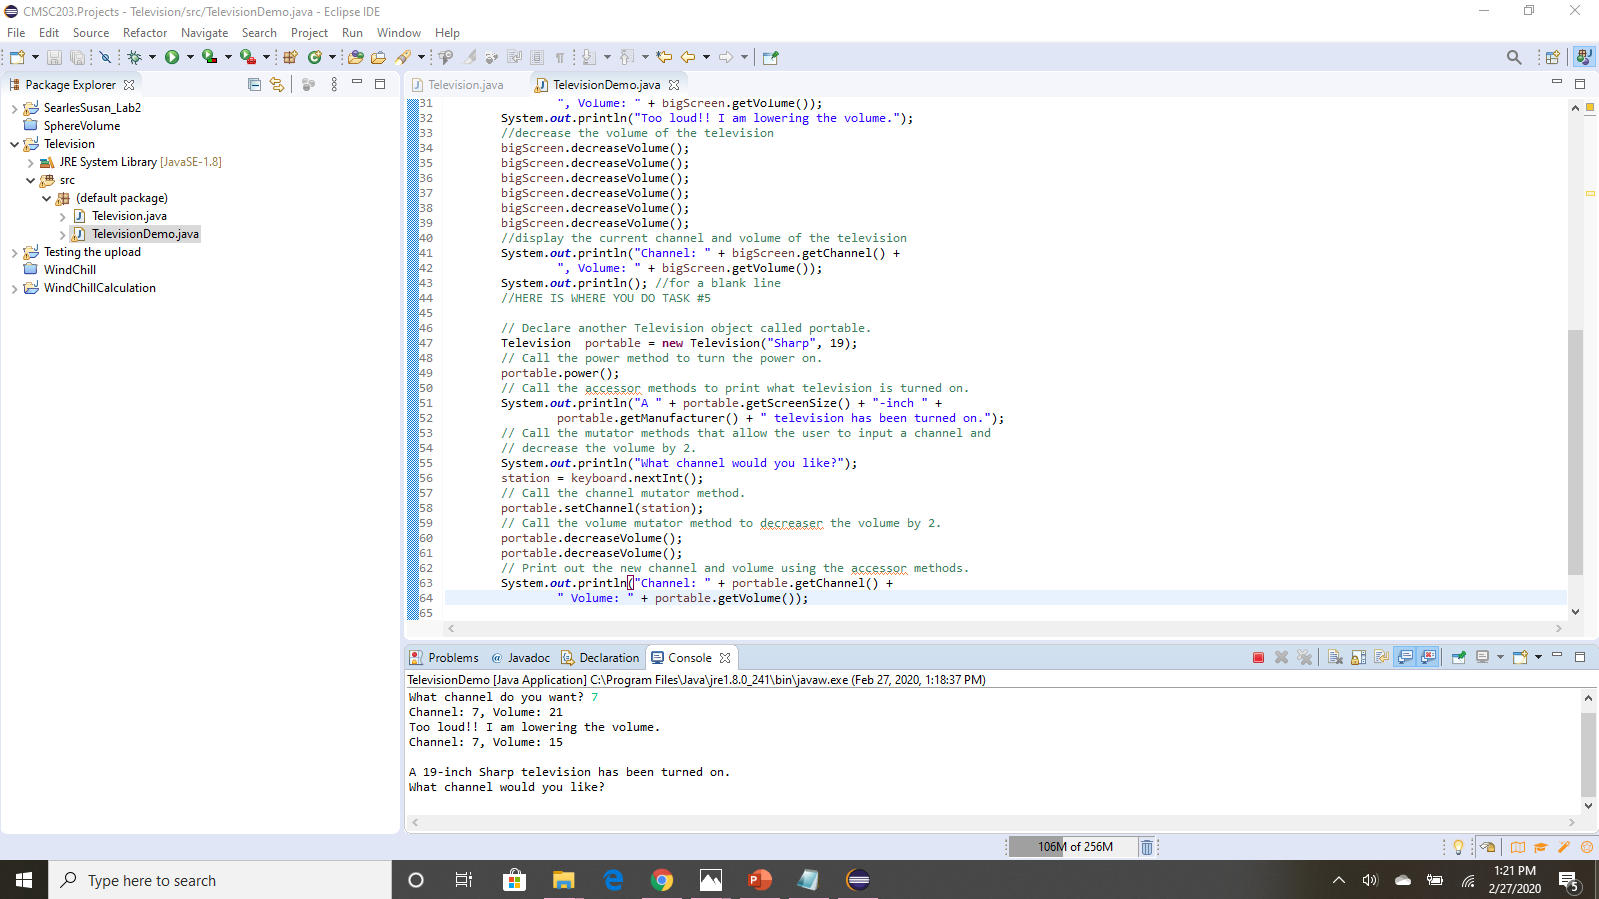 CMSC203.Projects - Television/src/TelevisionDemo.java - Eclipse IDE
File Edit Source Refactor Navigate Search Project Run Window Help
Package Explorer
SearlesSusan_Lab2
SphereVolume
Television
JRE System Library [JavaSE-1.8]
src
(default package)
Television.java
TelevisionDemo.java
Testing the upload
WindChill
WindChillCalculation
Television.java TelevisionDemo.java
31 ", Volume: " + bigScreen.getVolume());
32 System.out.println("Too loud!! I am lowering the volume.");
33 //decrease the volume of the television
34 bigScreen.decreaseVolume();
35 bigScreen.decreaseVolume();
36 bigScreen.decreaseVolume();
37 bigScreen.decreaseVolume();
38 bigScreen.decreaseVolume();
39 bigScreen.decreaseVolume();
40 //display the current channel and volume of the television
41 System.out.println("Channel: " + bigScreen.getChannel() +
42 ", Volume: " + bigScreen.getVolume());
43 System.out.println(); //for a blank line
44 //HERE IS WHERE YOU DO TASK #5
45
46 // Declare another Television object called portable.
47 Television  portable = new Television("Sharp", 19);
48 // Call the power method to turn the power on.
49 portable.power();
50 // Call the accessor methods to print what television is turned on.
51 System.out.println("A " + portable.getScreenSize() + "-inch " +
52 portable.getManufacturer() + " television has been turned on.");
53 // Call the mutator methods that allow the user to input a channel and
54 // decrease the volume by 2.
55 System.out.println("What channel would you like?");
56 station = keyboard.nextInt();
57 // Call the channel mutator method.
58 portable.setChannel(station);
59 // Call the volume mutator method to decreaser the volume by 2.
60 portable.decreaseVolume();
61 portable.decreaseVolume();
62 // Print out the new channel and volume using the accessor methods.
63 System.out.println("Channel: " + portable.getChannel() +
64 " Volume: " + portable.getVolume());
65
Problems @ Javadoc Declaration Console
TelevisionDemo [Java Application] C:\Program Files\Java\jre1.8.0_241\bin\javaw.exe (Feb 27, 2020, 1:18:37 PM)
What channel do you want? 7
Channel: 7, Volume: 21
Too loud!! I am lowering the volume.
Channel: 7, Volume: 15
A 19-inch Sharp television has been turned on.
What channel would you like?
106M of 256M
Type here to search
1:21 PM
2/27/2020
5